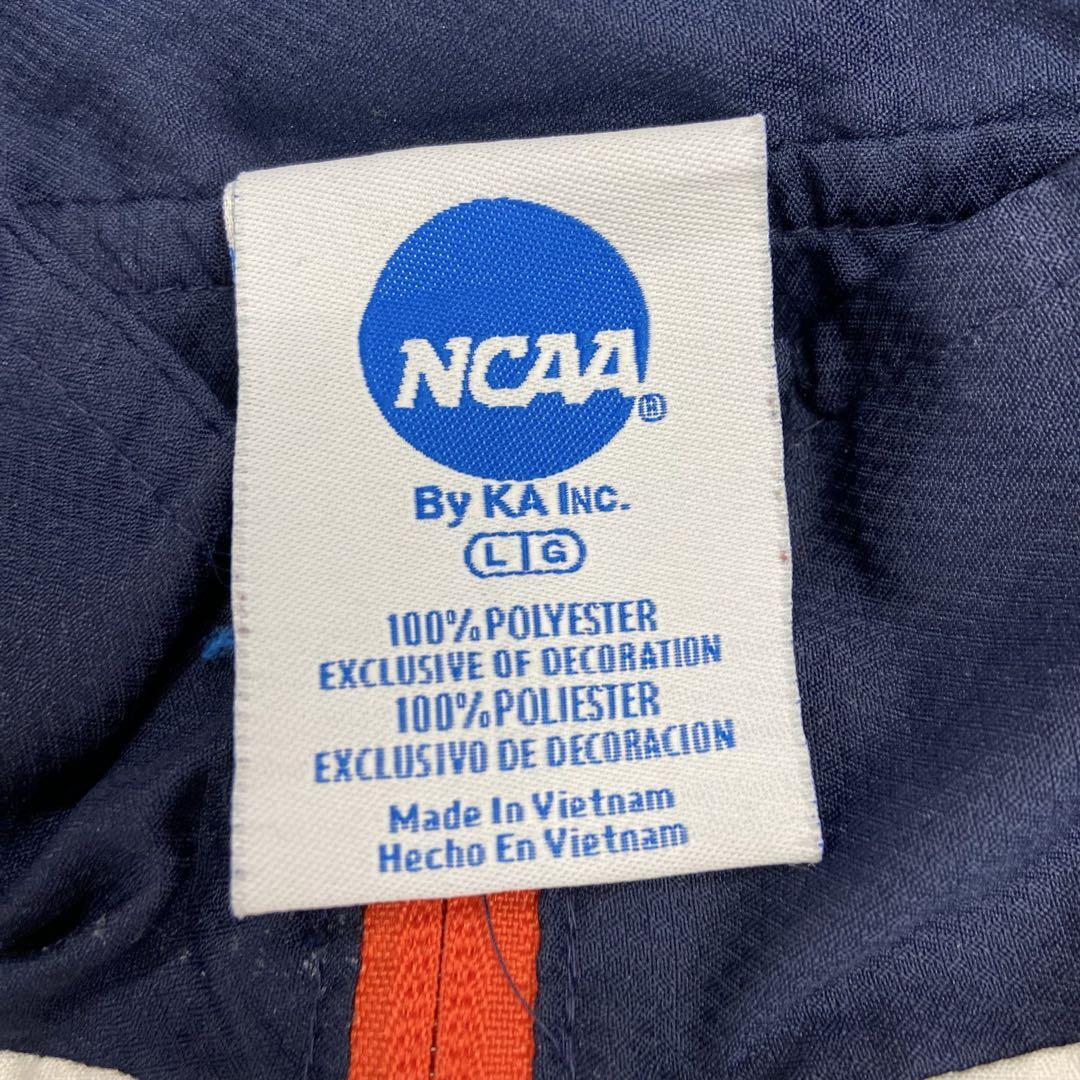 NCAA®
By KA Inc.
L G
100% POLYESTER
EXCLUSIVE OF DECORATION
100% POLIESTER
EXCLUSIVO DE DECORACION
Made In Vietnam
Hecho En Vietnam